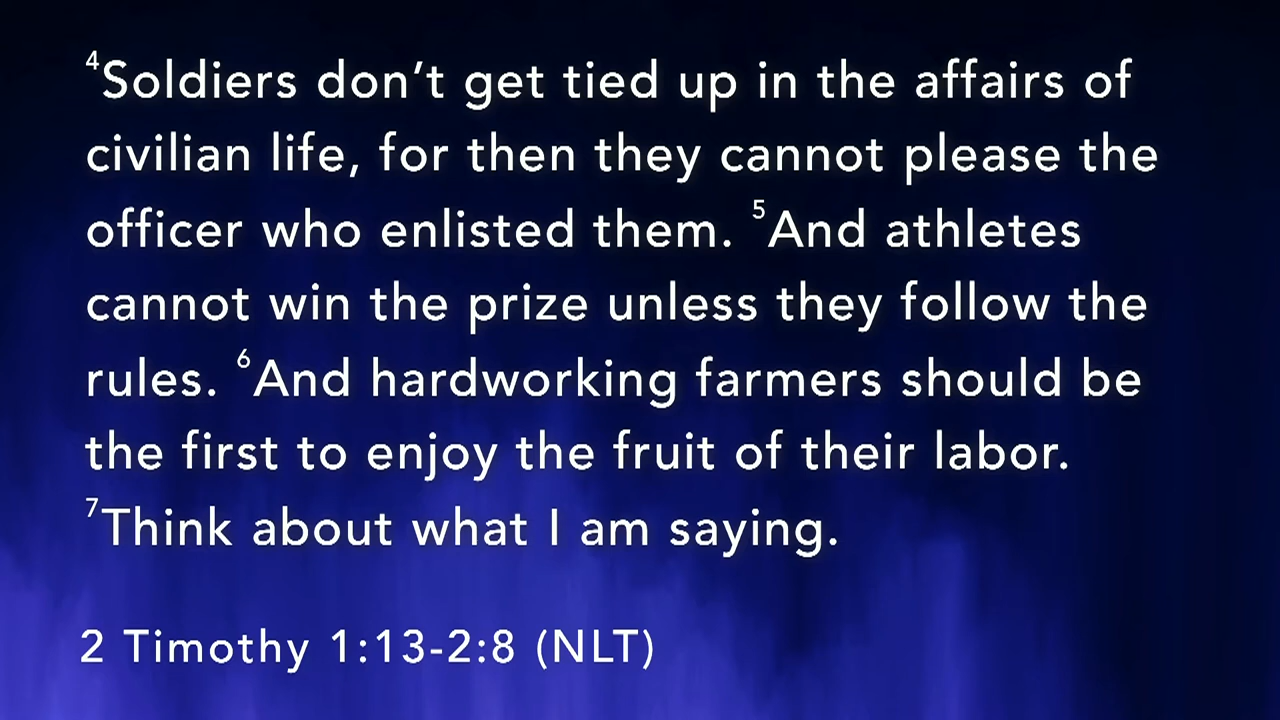 ⁴Soldiers don’t get tied up in the affairs of
civilian life, for then they cannot please the
officer who enlisted them. ⁵And athletes
cannot win the prize unless they follow the
rules. ⁶And hardworking farmers should be
the first to enjoy the fruit of their labor.
⁷Think about what I am saying.
2 Timothy 1:13-2:8 (NLT)